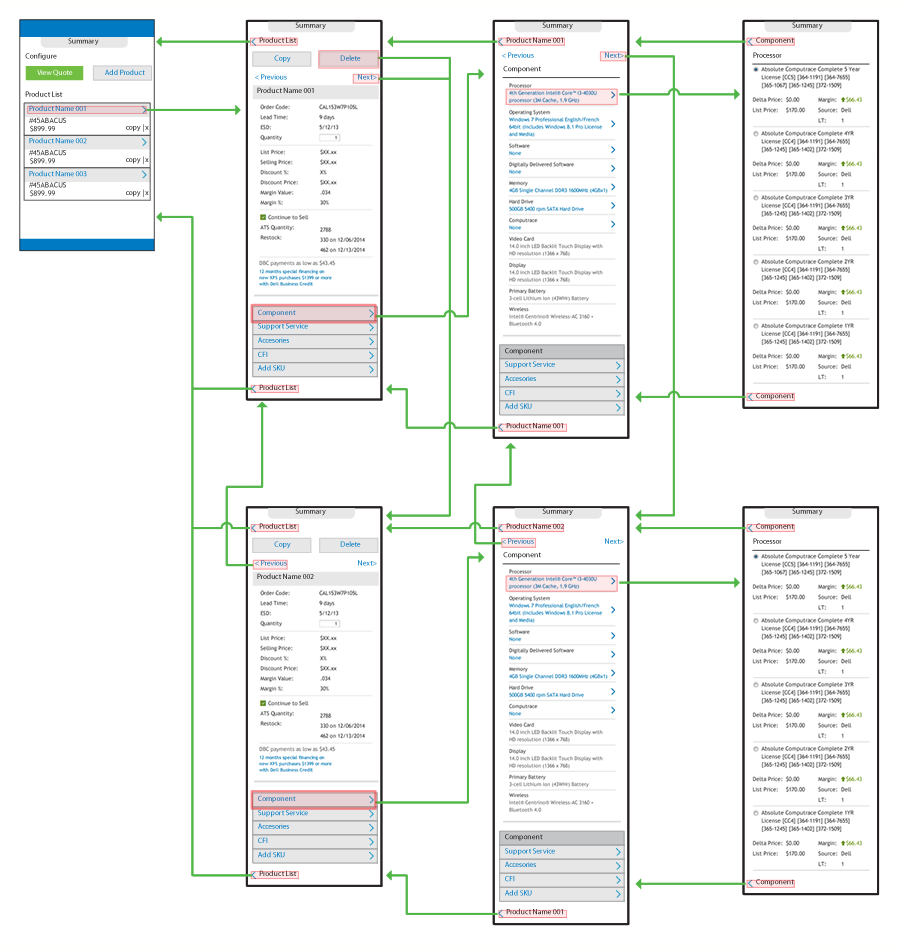 Summary
Configure
View Quote
Add Product
Product List
Product Name 001
#45ABACUS
$899.99
copy |x
Product Name 002
#45ABACUS
$899.99
copy |x
Product Name 003
#45ABACUS
$899.99
copy |x
Summary
Product List
Copy
Delete
< Previous
Next>
Product Name 001
Order Code: CAL153W7P105L
Lead Time: 9 days
ESD: 5/12/13
Quantity 1
List Price: $XX.xx
Selling Price: $XX.xx
Discount %: X%
Discount Price: $XX.xx
Margin Value: .034
Margin %: 30%
Continue to Sell
ATS Quantity: 2788
Restock: 330 on 12/06/2014
462 on 12/13/2014
DBC payments as low as $43.45
12 months special financing on
new XPS purchases $1399 or more
with Dell Business Credit
Component
Support Service
Accesories
CFI
Add SKU
Product List
Summary
Product Name 001
< Previous
Next>
Component
Processor
4th Generation Intel® Core™ i3-4030U
processor (3M Cache, 1.9 GHz)
Operating System
Windows 7 Professional English/French
64bit (Includes Windows 8.1 Pro License
and Media)
Software
None
Digitally Delivered Software
None
Memory
4GB Single Channel DDR3 1600MHz (4GBx1)
Hard Drive
500GB 5400 rpm SATA Hard Drive
Computrace
None
Video Card
14.0 inch LED Backlit Touch Display with
HD resolution (1366 x 768)
Display
14.0 inch LED Backlit Touch Display with
HD resolution (1366 x 768)
Primary Battery
3-cell Lithium Ion (43WHr) Battery
Wireless
Intel® Centrino® Wireless-AC 3160 +
Bluetooth 4.0
Component
Support Service
Accesories
CFI
Add SKU
Product Name 001
Summary
Component
Processor
Absolute Computrace Complete 5 Year
License [CC5] [364-1191] [364-7655]
[365-1067] [365-1245] [372-1509]
Delta Price: $0.00 Margin: $66.43
List Price: $170.00 Source: Dell
LT: 1
Absolute Computrace Complete 4YR
License [CC4] [364-1191] [364-7655]
[365-1245] [365-1402] [372-1509]
Delta Price: $0.00 Margin: $66.43
List Price: $170.00 Source: Dell
LT: 1
Absolute Computrace Complete 3YR
License [CC4] [364-1191] [364-7655]
[365-1245] [365-1402] [372-1509]
Delta Price: $0.00 Margin: $66.43
List Price: $170.00 Source: Dell
LT: 1
Absolute Computrace Complete 2YR
License [CC4] [364-1191] [364-7655]
[365-1245] [365-1402] [372-1509]
Delta Price: $0.00 Margin: $66.43
List Price: $170.00 Source: Dell
LT: 1
Absolute Computrace Complete 1YR
License [CC4] [364-1191] [364-7655]
[365-1245] [365-1402] [372-1509]
Delta Price: $0.00 Margin: $66.43
List Price: $170.00 Source: Dell
LT: 1
Component
Summary
Product List
Copy
Delete
< Previous
Next>
Product Name 002
Order Code: CAL153W7P105L
Lead Time: 9 days
ESD: 5/12/13
Quantity 1
List Price: $XX.xx
Selling Price: $XX.xx
Discount %: X%
Discount Price: $XX.xx
Margin Value: .034
Margin %: 30%
Continue to Sell
ATS Quantity: 2788
Restock: 330 on 12/06/2014
462 on 12/13/2014
DBC payments as low as $43.45
12 months special financing on
new XPS purchases $1399 or more
with Dell Business Credit
Component
Support Service
Accesories
CFI
Add SKU
Product List
Summary
Product Name 002
< Previous
Next>
Component
Processor
4th Generation Intel® Core™ i3-4030U
processor (3M Cache, 1.9 GHz)
Operating System
Windows 7 Professional English/French
64bit (Includes Windows 8.1 Pro License
and Media)
Software
None
Digitally Delivered Software
None
Memory
4GB Single Channel DDR3 1600MHz (4GBx1)
Hard Drive
500GB 5400 rpm SATA Hard Drive
Computrace
None
Video Card
14.0 inch LED Backlit Touch Display with
HD resolution (1366 x 768)
Display
14.0 inch LED Backlit Touch Display with
HD resolution (1366 x 768)
Primary Battery
3-cell Lithium Ion (43WHr) Battery
Wireless
Intel® Centrino® Wireless-AC 3160 +
Bluetooth 4.0
Component
Support Service
Accesories
CFI
Add SKU
Product Name 001
Summary
Component
Processor
Absolute Computrace Complete 5 Year
License [CC5] [364-1191] [364-7655]
[365-1067] [365-1245] [372-1509]
Delta Price: $0.00 Margin: $66.43
List Price: $170.00 Source: Dell
LT: 1
Absolute Computrace Complete 4YR
License [CC4] [364-1191] [364-7655]
[365-1245] [365-1402] [372-1509]
Delta Price: $0.00 Margin: $66.43
List Price: $170.00 Source: Dell
LT: 1
Absolute Computrace Complete 3YR
License [CC4] [364-1191] [364-7655]
[365-1245] [365-1402] [372-1509]
Delta Price: $0.00 Margin: $66.43
List Price: $170.00 Source: Dell
LT: 1
Absolute Computrace Complete 2YR
License [CC4] [364-1191] [364-7655]
[365-1245] [365-1402] [372-1509]
Delta Price: $0.00 Margin: $66.43
List Price: $170.00 Source: Dell
LT: 1
Absolute Computrace Complete 1YR
License [CC4] [364-1191] [364-7655]
[365-1245] [365-1402] [372-1509]
Delta Price: $0.00 Margin: $66.43
List Price: $170.00 Source: Dell
LT: 1
Component